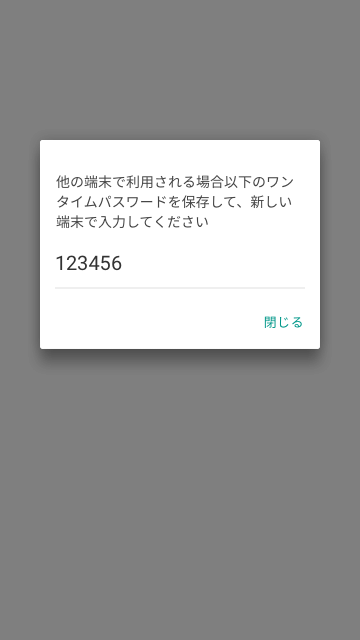 他の端末で利用される場合以下のワン
タイムパスワードを保存して、新しい
端末で入力してください
123456
閉じる